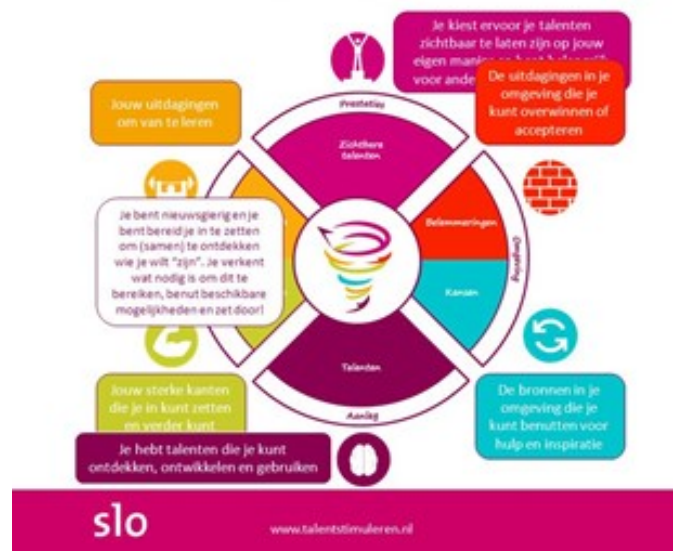 Je kiest ervoor je talenten
zichtbaar te laten zijn op jouw
eigen
voor
De uitdagingen in je
omgeving die je
kunt overwinnen of
accepteren
Jouw uitdagingen
om van te leren
Prestaties
Zichtbare
talenten
Belemmeringen
Omgeving
Kansen
Je bent nieuwsgierig en je
bent bereid je in te zetten
om (samen) te ontdekken
wie je wilt "zijn". Je verkent
wat nodig is om dit te
bereiken, benut beschikbare
mogelijkheden en zet door!
Talenten
Aanleg
Jouw sterke kanten
die je in kunt zetten
en verder kunt
De bronnen in je
omgeving die je
kunt benutten voor
hulp en inspiratie
Je hebt talenten die je kunt
ontdekken, ontwikkelen en gebruiken
slo
www.talentstimuleren.nl